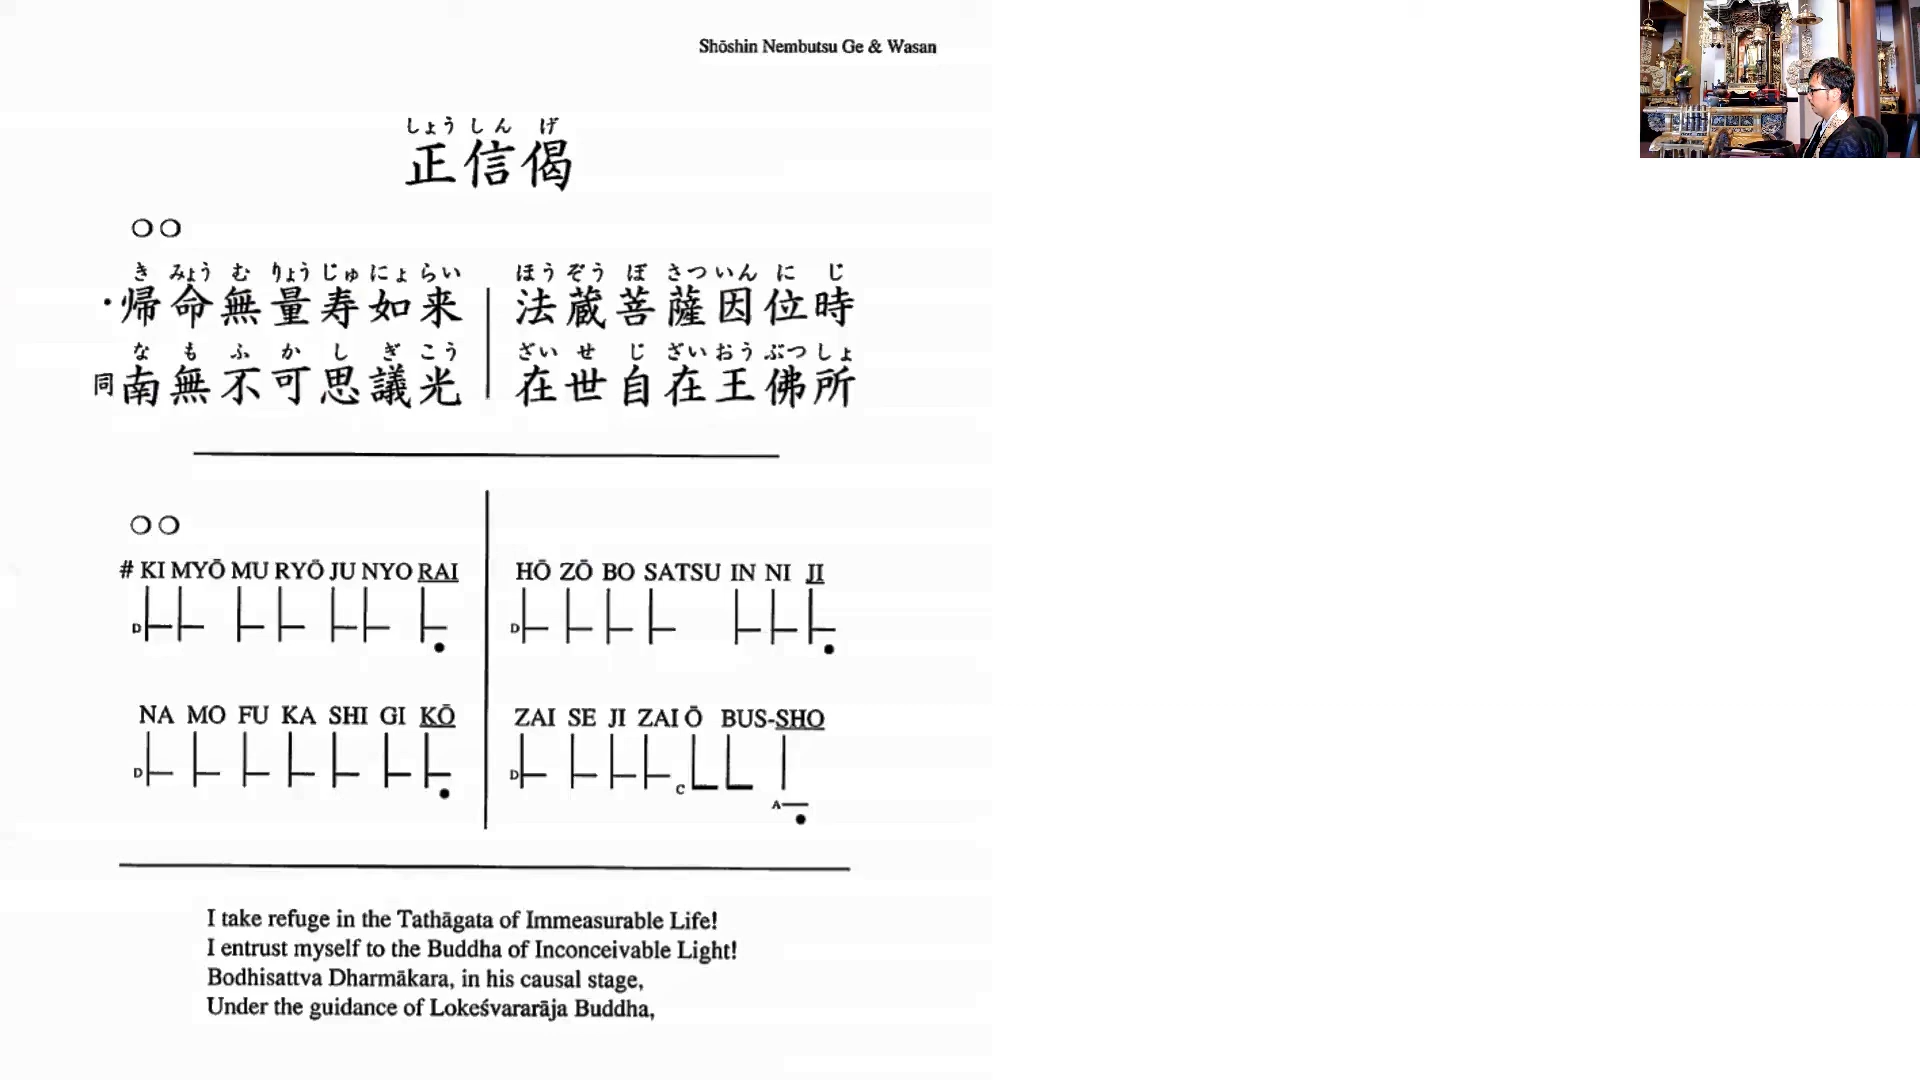 Shōshin Nembutsu Ge & Wasan
しょう しん げ
正信偈
○○
き みょう む りょう じゅ にょ らい
・帰命無量寿如来
な も ふ か し ぎ こう
同 南無不可思議光
ほう ぞう ぼ さつ いん に じ
法蔵菩薩因位時
ざい せ じ ざい おう ぶつ しょ
在世自在王佛所
○○
# KI MYŌ MU RYŌ JU NYO RAI
D
NA MO FU KA SHI GI KŌ
D
HŌ ZŌ BO SATSU IN NI JI
D
ZAI SE JI ZAI Ō BUS-SHO
D C A
I take refuge in the Tathāgata of Immeasurable Life!
I entrust myself to the Buddha of Inconceivable Light!
Bodhisattva Dharmākara, in his causal stage,
Under the guidance of Lokeśvararāja Buddha,